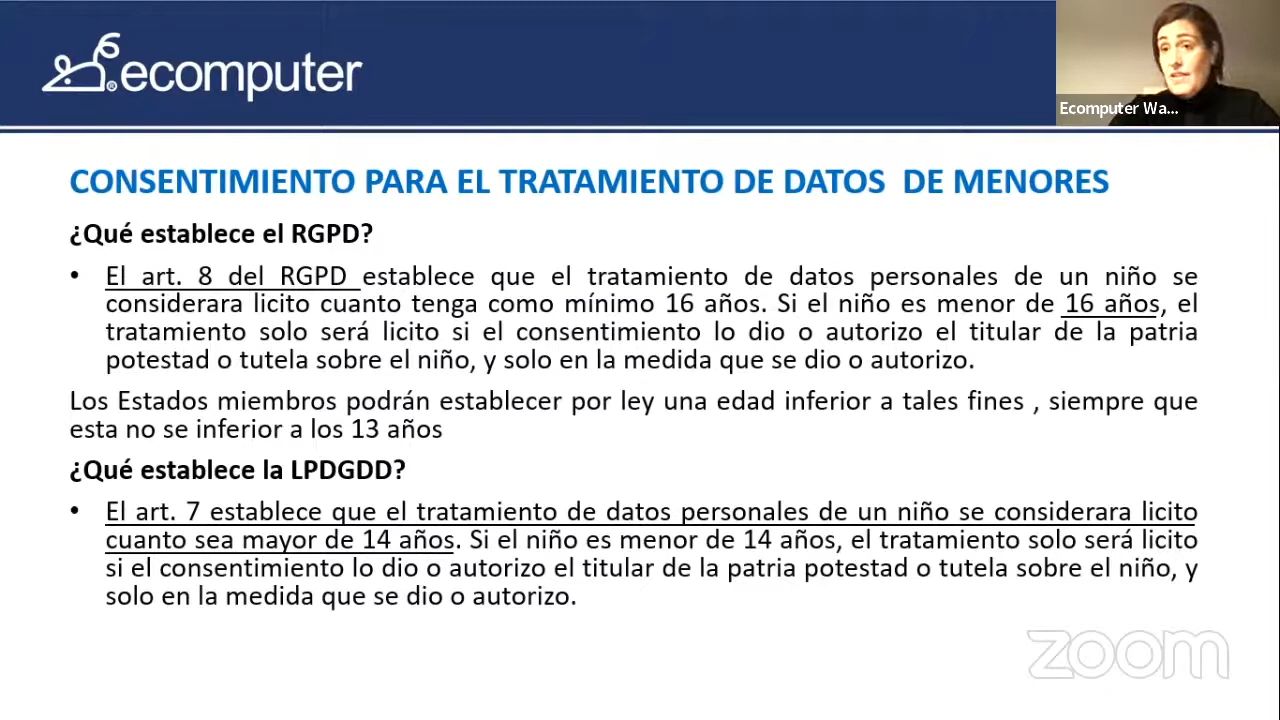 ecomputer
Ecomputer Wa...
CONSENTIMIENTO PARA EL TRATAMIENTO DE DATOS DE MENORES
¿Qué establece el RGPD?
• El art. 8 del RGPD establece que el tratamiento de datos personales de un niño se
considerara licito cuanto tenga como mínimo 16 años. Si el niño es menor de 16 años, el
tratamiento solo será licito si el consentimiento lo dio o autorizo el titular de la patria
potestad o tutela sobre el niño, y solo en la medida que se dio o autorizo.
Los Estados miembros podrán establecer por ley una edad inferior a tales fines , siempre que
esta no se inferior a los 13 años
¿Qué establece la LPDGDD?
• El art. 7 establece que el tratamiento de datos personales de un niño se considerara licito
cuanto sea mayor de 14 años. Si el niño es menor de 14 años, el tratamiento solo será licito
si el consentimiento lo dio o autorizo el titular de la patria potestad o tutela sobre el niño, y
solo en la medida que se dio o autorizo.
zoom